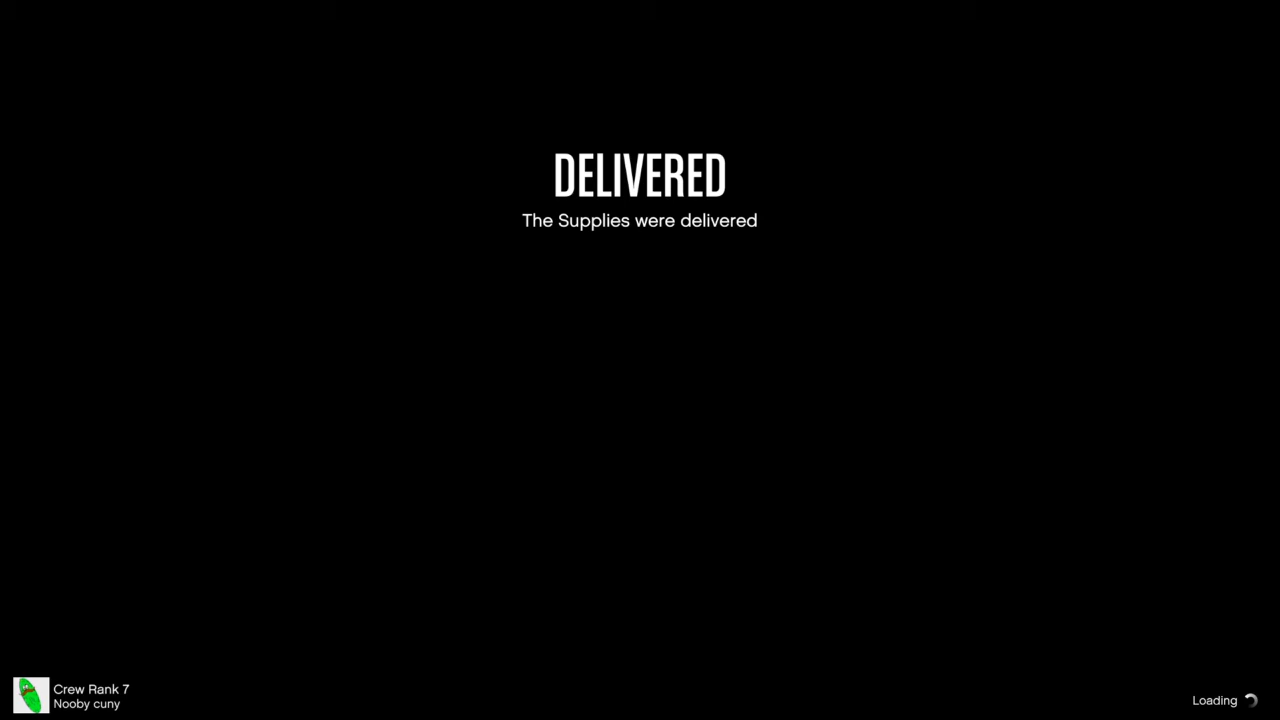 DELIVERED
The Supplies were delivered
Crew Rank 7
Nooby cuny
Loading